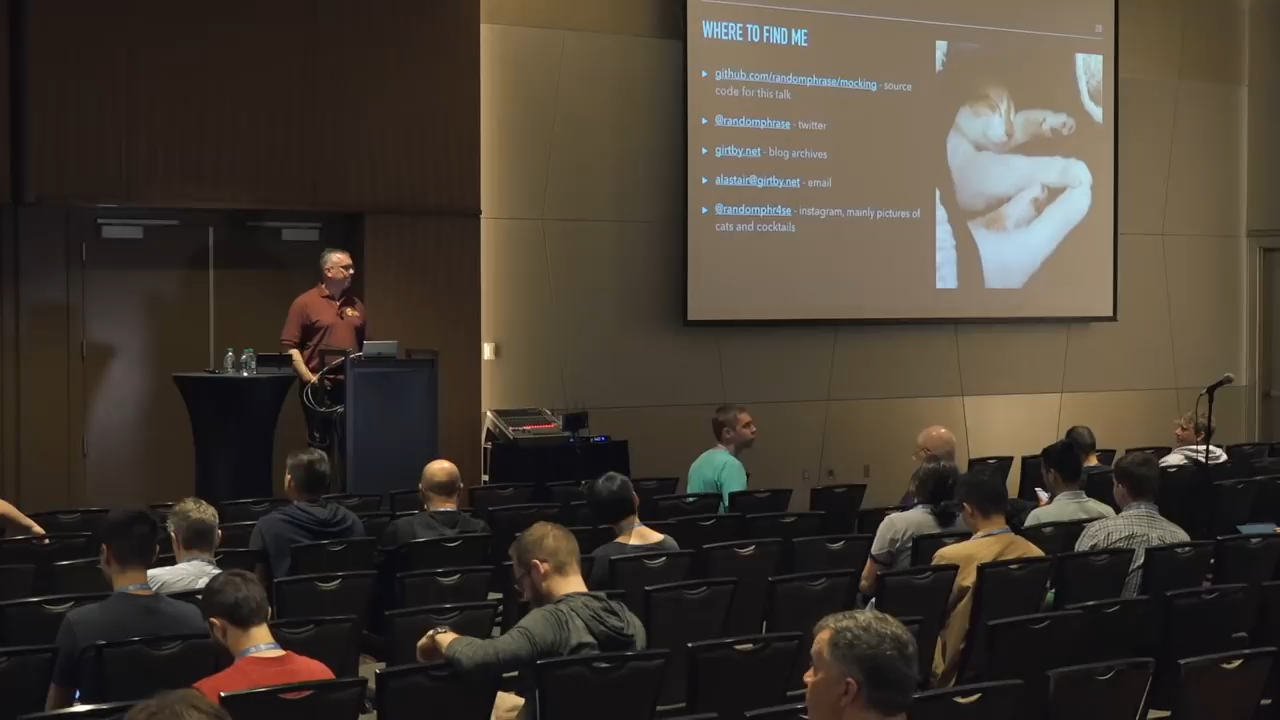 WHERE TO FIND ME
github.com/randomphrase/mocking - source
code for this talk
@randomphrase - twitter
girtby.net - blog archives
alastair@girtby.net - email
@randomphr4se - instagram, mainly pictures of
cats and cocktails